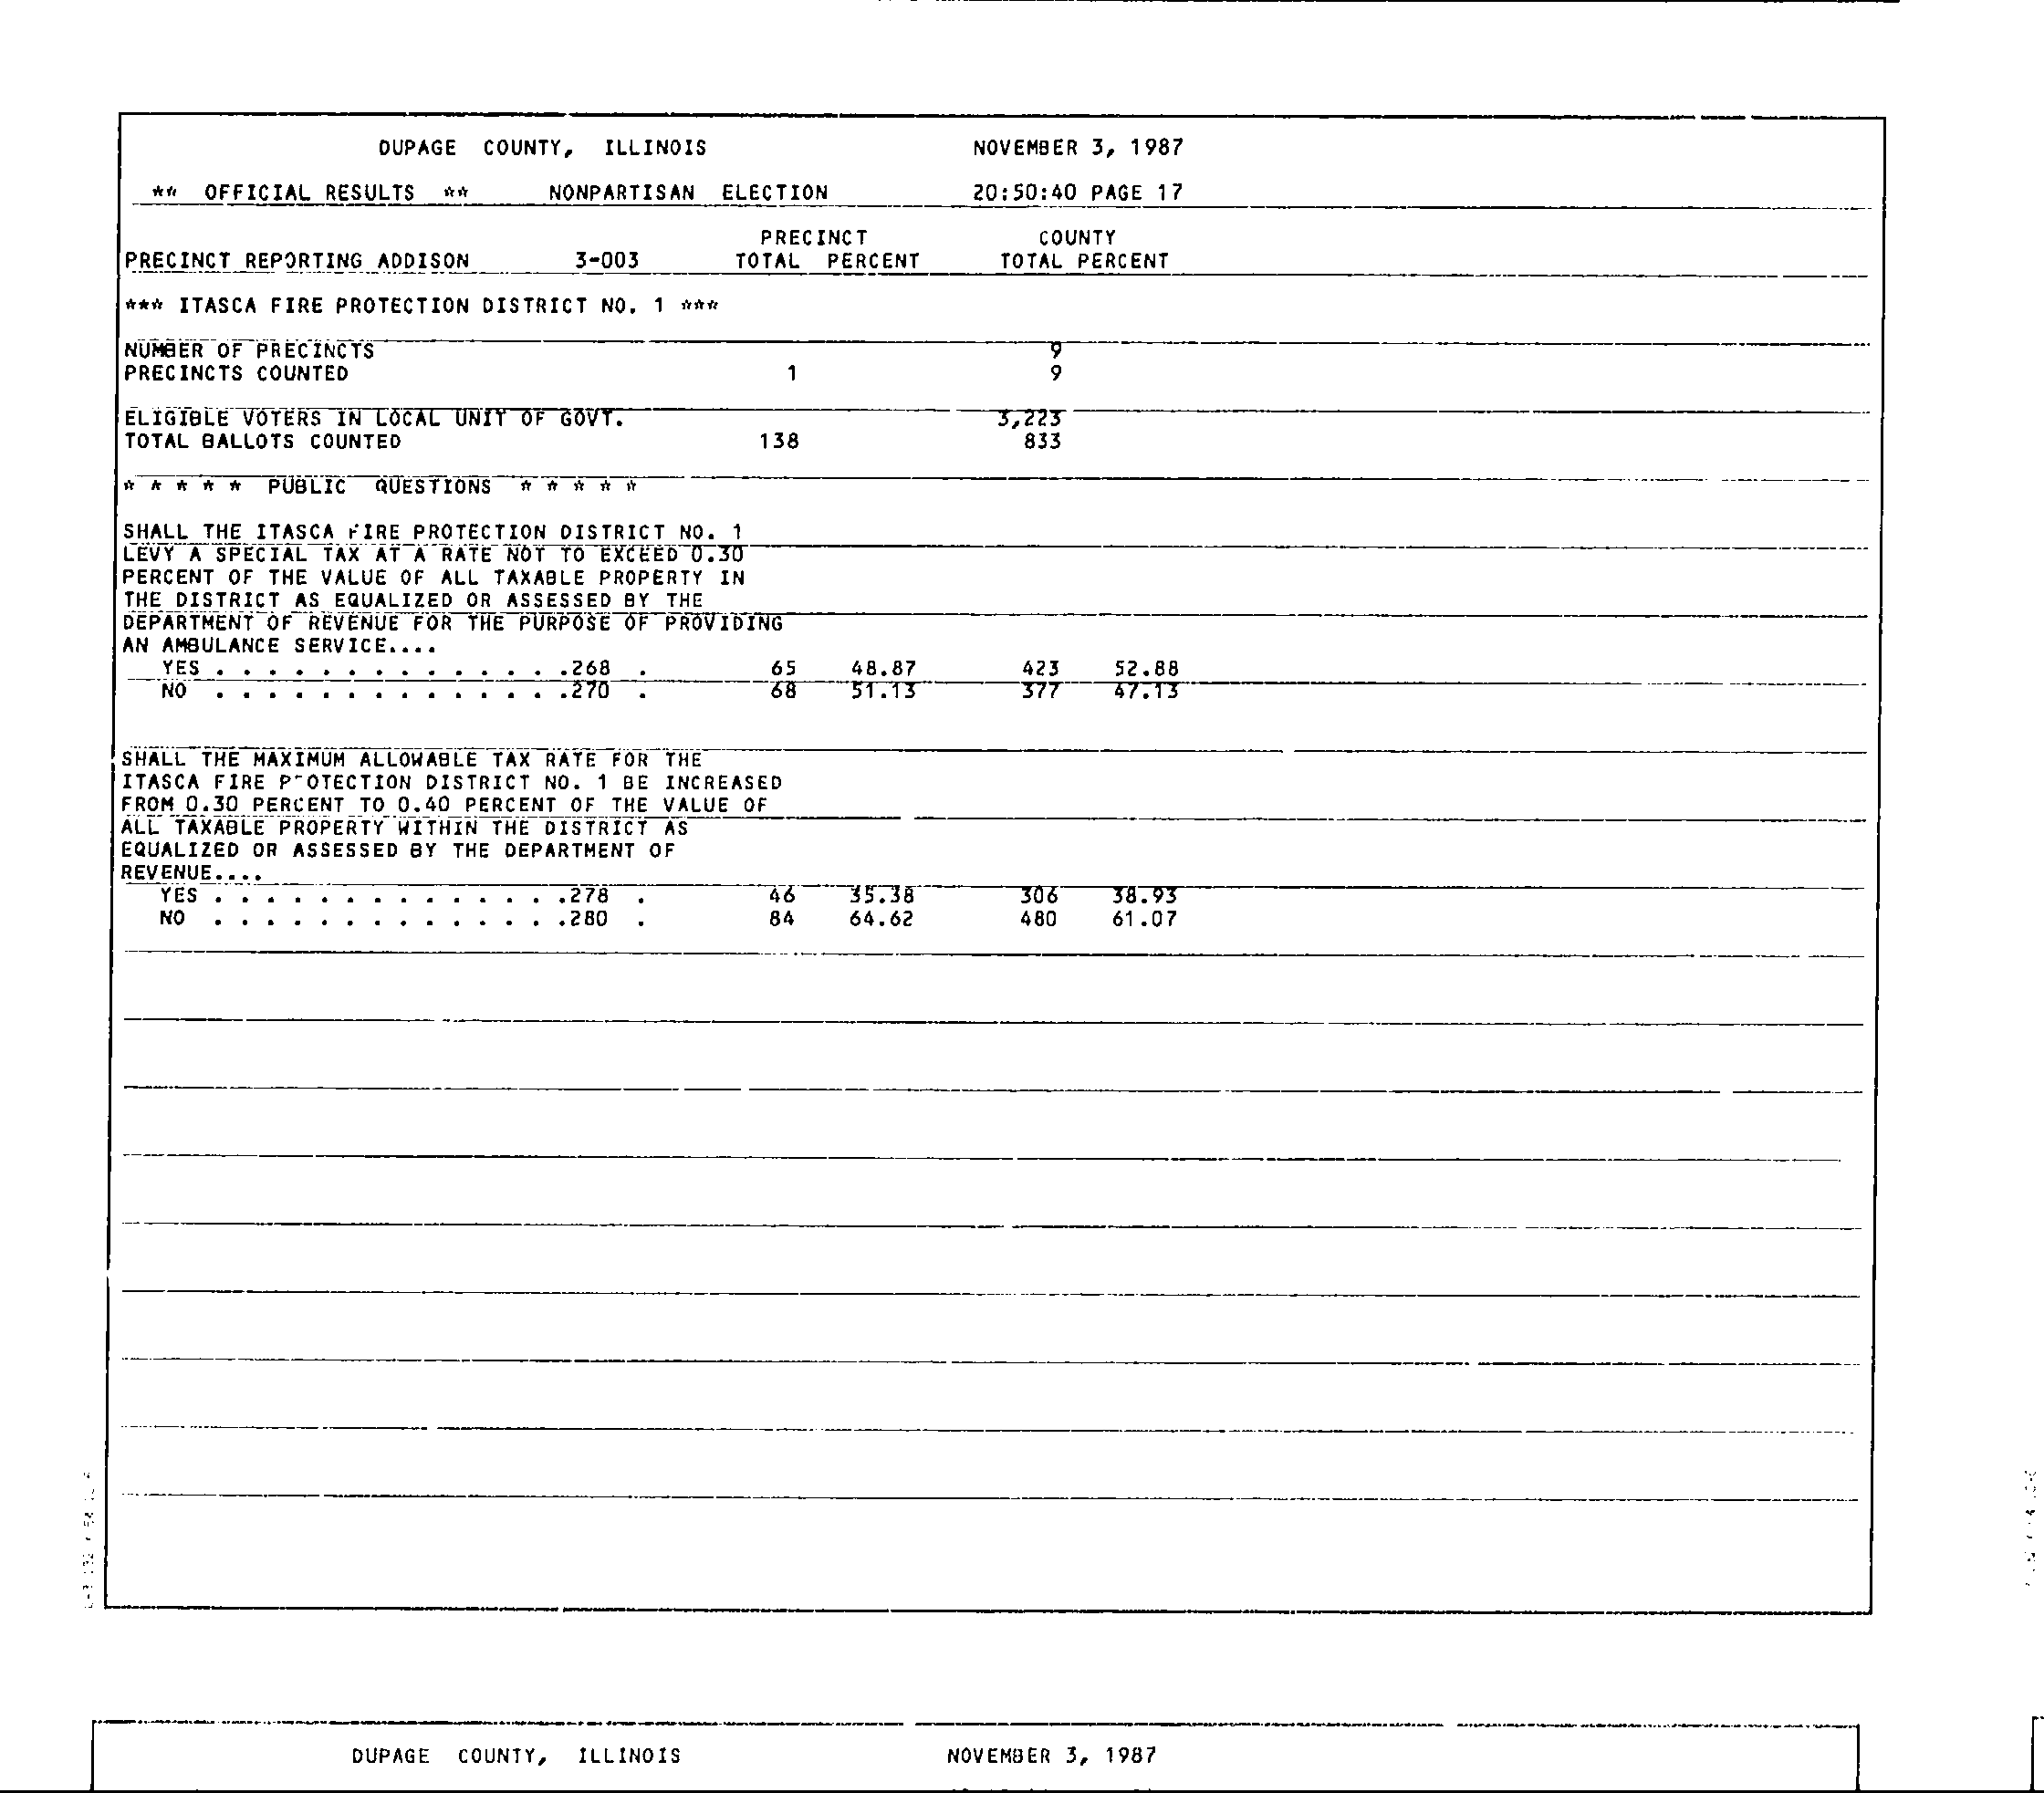 DUPAGE COUNTY, ILLINOIS NOVEMBER 3, 1987
** OFFICIAL RESULTS ** NONPARTISAN ELECTION 20:50:40 PAGE 17
PRECINCT COUNTY
PRECINCT REPORTING ADDISON 3-003 TOTAL PERCENT TOTAL PERCENT
*** ITASCA FIRE PROTECTION DISTRICT NO. 1 ***
NUMBER OF PRECINCTS 9
PRECINCTS COUNTED 1 9
ELIGIBLE VOTERS IN LOCAL UNIT OF GOVT. 3,223
TOTAL BALLOTS COUNTED 138 833
* * * * * PUBLIC QUESTIONS * * * * *
SHALL THE ITASCA FIRE PROTECTION DISTRICT NO. 1
LEVY A SPECIAL TAX AT A RATE NOT TO EXCEED 0.30
PERCENT OF THE VALUE OF ALL TAXABLE PROPERTY IN
THE DISTRICT AS EQUALIZED OR ASSESSED BY THE
DEPARTMENT OF REVENUE FOR THE PURPOSE OF PROVIDING
AN AMBULANCE SERVICE....
YES . . . . . . . . . . . . . .268 . 65 48.87 423 52.88
NO . . . . . . . . . . . . . .270 . 68 51.13 377 47.13
SHALL THE MAXIMUM ALLOWABLE TAX RATE FOR THE
ITASCA FIRE PROTECTION DISTRICT NO. 1 BE INCREASED
FROM 0.30 PERCENT TO 0.40 PERCENT OF THE VALUE OF
ALL TAXABLE PROPERTY WITHIN THE DISTRICT AS
EQUALIZED OR ASSESSED BY THE DEPARTMENT OF
REVENUE....
YES . . . . . . . . . . . . . .278 . 46 35.38 306 38.93
NO . . . . . . . . . . . . . .280 . 84 64.62 480 61.07
DUPAGE COUNTY, ILLINOIS NOVEMBER 3, 1987